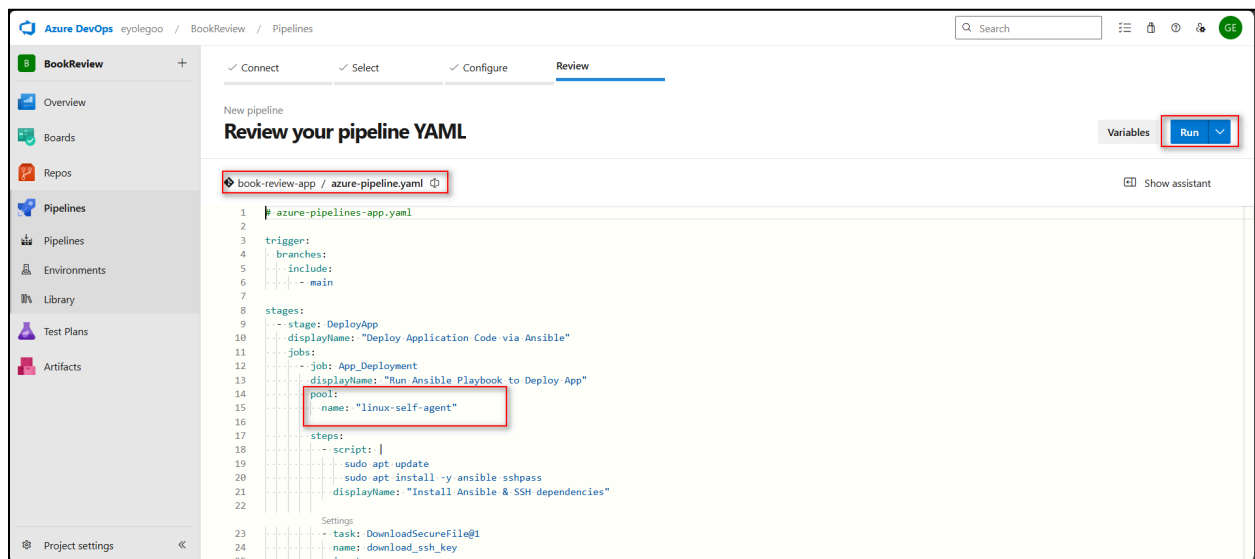 Azure DevOps eyolegoo / BookReview / Pipelines
Search
GE
B BookReview +
Overview
Boards
Repos
Pipelines
Pipelines
Environments
Library
Test Plans
Artifacts
Project settings
Connect
Select
Configure
Review
New pipeline
Review your pipeline YAML
Variables
Run
book-review-app / azure-pipeline.yaml
Show assistant
1 # azure-pipelines-app.yaml
2
3 trigger:
4 branches:
5 include:
6 - main
7
8 stages:
9 - stage: DeployApp
10 displayName: "Deploy Application Code via Ansible"
11 jobs:
12 - job: App_Deployment
13 displayName: "Run Ansible Playbook to Deploy App"
14 pool:
15 name: "linux-self-agent"
16
17 steps:
18 - script: |
19 sudo apt update
20 sudo apt install -y ansible sshpass
21 displayName: "Install Ansible & SSH dependencies"
22
Settings
23 - task: DownloadSecureFile@1
24 name: download_ssh_key